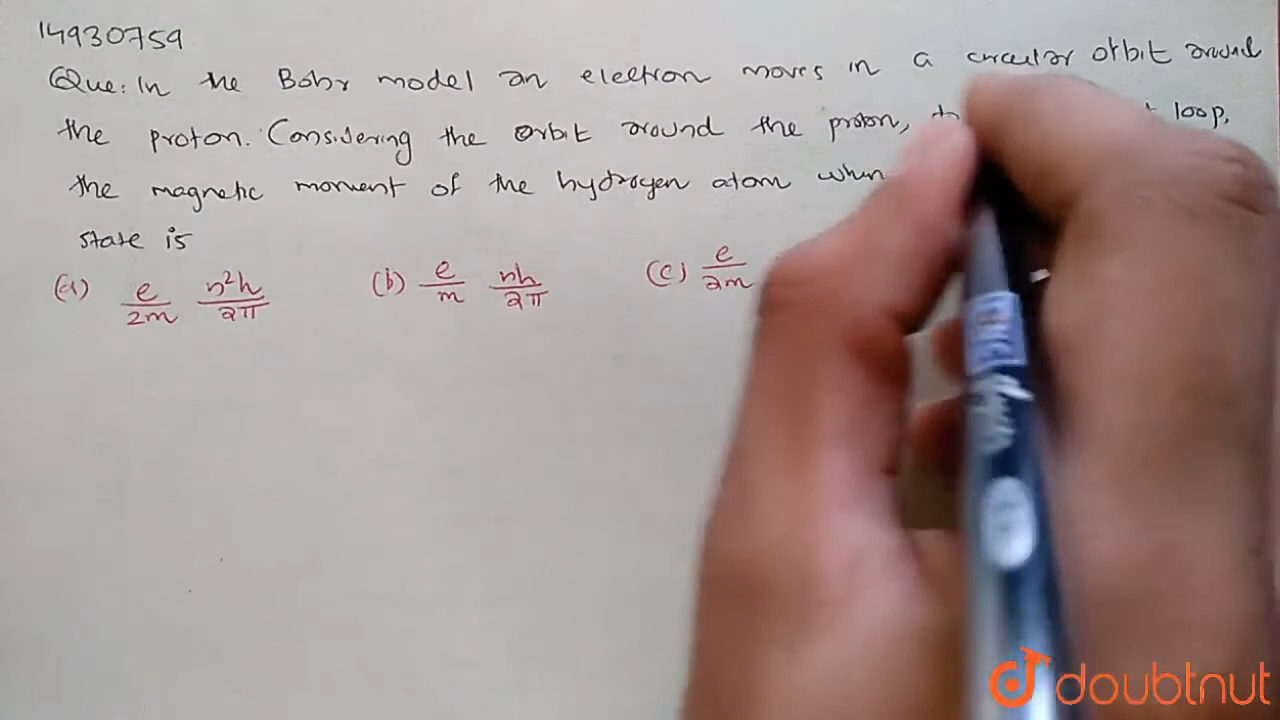 14930759
Que: In the Bohr model an electron moves in a circular orbit around
the proton. Considering the orbit around the proton, loop,
the magnetic moment of the hydrogen atom when
state is
(a) e/2m n²h/2π (b) e/m nh/2π (c) e/2m
doubtnut